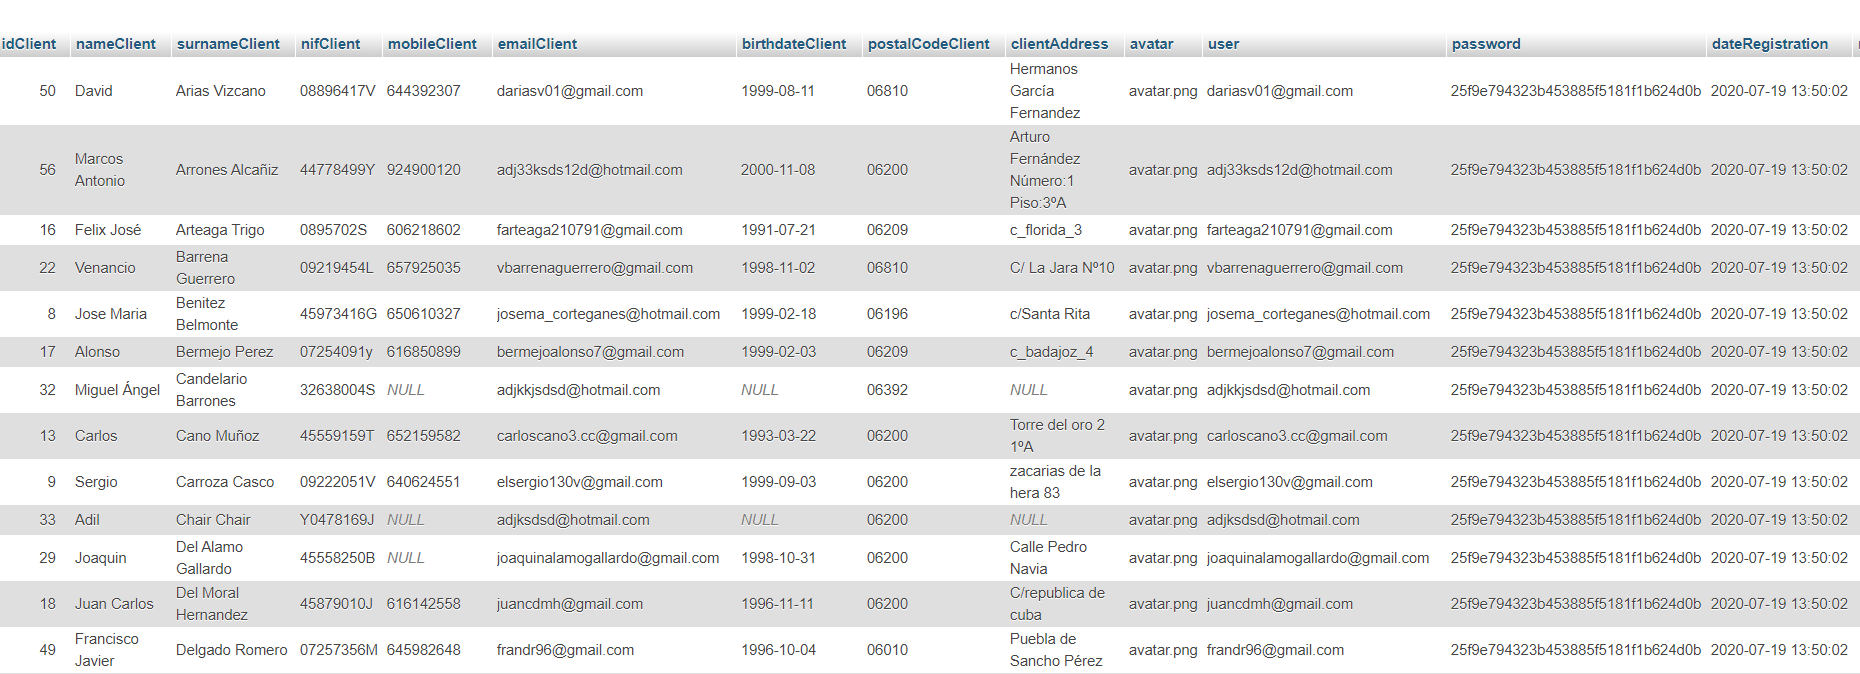 idClient nameClient surnameClient nifClient mobileClient emailClient birthdateClient postalCodeClient clientAddress avatar user password dateRegistration
50 David Arias Vizcano 08896417V 644392307 dariasv01@gmail.com 1999-08-11 06810 Hermanos García Fernandez avatar.png dariasv01@gmail.com 25f9e794323b453885f5181f1b624d0b 2020-07-19 13:50:02
56 Marcos Antonio Arrones Alcañiz 44778499Y 924900120 adj33ksds12d@hotmail.com 2000-11-08 06200 Arturo Fernández Número:1 Piso:3ºA avatar.png adj33ksds12d@hotmail.com 25f9e794323b453885f5181f1b624d0b 2020-07-19 13:50:02
16 Felix José Arteaga Trigo 0895702S 606218602 farteaga210791@gmail.com 1991-07-21 06209 c_florida_3 avatar.png farteaga210791@gmail.com 25f9e794323b453885f5181f1b624d0b 2020-07-19 13:50:02
22 Venancio Barrena Guerrero 09219454L 657925035 vbarrenaguerrero@gmail.com 1998-11-02 06810 C/ La Jara Nº10 avatar.png vbarrenaguerrero@gmail.com 25f9e794323b453885f5181f1b624d0b 2020-07-19 13:50:02
8 Jose Maria Benitez Belmonte 45973416G 650610327 josema_corteganes@hotmail.com 1999-02-18 06196 c/Santa Rita avatar.png josema_corteganes@hotmail.com 25f9e794323b453885f5181f1b624d0b 2020-07-19 13:50:02
17 Alonso Bermejo Perez 07254091y 616850899 bermejoalonso7@gmail.com 1999-02-03 06209 c_badajoz_4 avatar.png bermejoalonso7@gmail.com 25f9e794323b453885f5181f1b624d0b 2020-07-19 13:50:02
32 Miguel Ángel Candelario Barrones 32638004S NULL adjkkjsdsd@hotmail.com NULL 06392 NULL avatar.png adjkkjsdsd@hotmail.com 25f9e794323b453885f5181f1b624d0b 2020-07-19 13:50:02
13 Carlos Cano Muñoz 45559159T 652159582 carloscano3.cc@gmail.com 1993-03-22 06200 Torre del oro 2 1ºA avatar.png carloscano3.cc@gmail.com 25f9e794323b453885f5181f1b624d0b 2020-07-19 13:50:02
9 Sergio Carroza Casco 09222051V 640624551 elsergio130v@gmail.com 1999-09-03 06200 zacarias de la hera 83 avatar.png elsergio130v@gmail.com 25f9e794323b453885f5181f1b624d0b 2020-07-19 13:50:02
33 Adil Chair Chair Y0478169J NULL adjksdsd@hotmail.com NULL 06200 NULL avatar.png adjksdsd@hotmail.com 25f9e794323b453885f5181f1b624d0b 2020-07-19 13:50:02
29 Joaquin Del Alamo Gallardo 45558250B NULL joaquinalamogallardo@gmail.com 1998-10-31 06200 Calle Pedro Navia avatar.png joaquinalamogallardo@gmail.com 25f9e794323b453885f5181f1b624d0b 2020-07-19 13:50:02
18 Juan Carlos Del Moral Hernandez 45879010J 616142558 juancdmh@gmail.com 1996-11-11 06200 C/republica de cuba avatar.png juancdmh@gmail.com 25f9e794323b453885f5181f1b624d0b 2020-07-19 13:50:02
49 Francisco Javier Delgado Romero 07257356M 645982648 frandr96@gmail.com 1996-10-04 06010 Puebla de Sancho Pérez avatar.png frandr96@gmail.com 25f9e794323b453885f5181f1b624d0b 2020-07-19 13:50:02